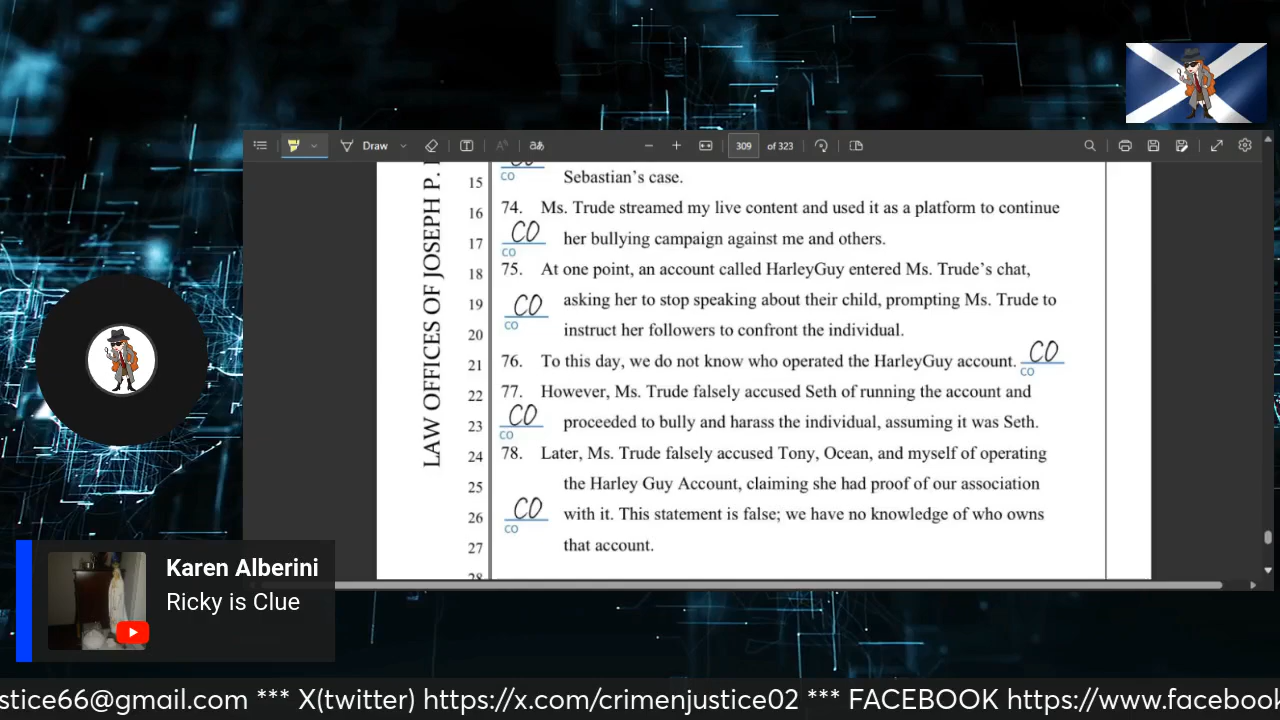 Draw
309 of 323
LAW OFFICES OF JOSEPH P.
15 CO Sebastian's case.
16 74. Ms. Trude streamed my live content and used it as a platform to continue
17 CO her bullying campaign against me and others.
CO
18 75. At one point, an account called HarleyGuy entered Ms. Trude's chat,
19 CO asking her to stop speaking about their child, prompting Ms. Trude to
CO
20 instruct her followers to confront the individual.
21 76. To this day, we do not know who operated the HarleyGuy account. CO
CO
22 77. However, Ms. Trude falsely accused Seth of running the account and
23 CO proceeded to bully and harass the individual, assuming it was Seth.
CO
24 78. Later, Ms. Trude falsely accused Tony, Ocean, and myself of operating
25 the Harley Guy Account, claiming she had proof of our association
26 CO with it. This statement is false; we have no knowledge of who owns
CO
27 that account.
28
Karen Alberini
Ricky is Clue
stice66@gmail.com *** X(twitter) https://x.com/crimenjustice02 *** FACEBOOK https://www.facebook